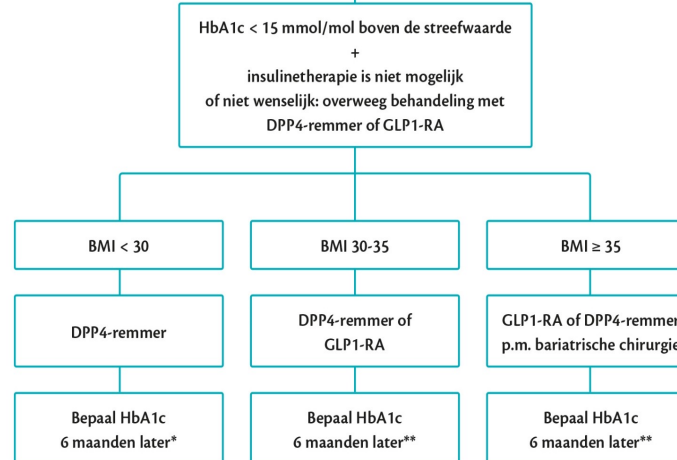 HbA1c < 15 mmol/mol boven de streefwaarde
+
insulinetherapie is niet mogelijk
of niet wenselijk: overweeg behandeling met
DPP4-remmer of GLP1-RA
BMI < 30
BMI 30-35
BMI ≥ 35
DPP4-remmer
DPP4-remmer of
GLP1-RA
GLP1-RA of DPP4-remmer
p.m. bariatrische chirurgie
Bepaal HbA1c
6 maanden later*
Bepaal HbA1c
6 maanden later**
Bepaal HbA1c
6 maanden later**